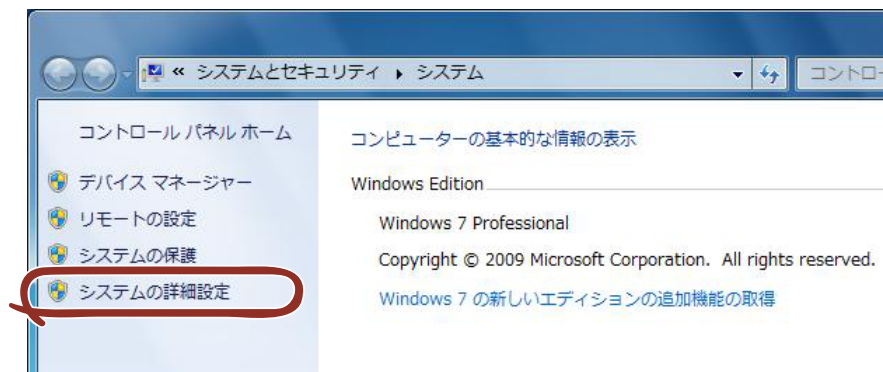 « システムとセキュリティ ▸ システム
コントロール パネル ホーム
デバイス マネージャー
リモートの設定
システムの保護
システムの詳細設定
コンピューターの基本的な情報の表示
Windows Edition
Windows 7 Professional
Copyright © 2009 Microsoft Corporation. All rights reserved.
Windows 7 の新しいエディションの追加機能の取得